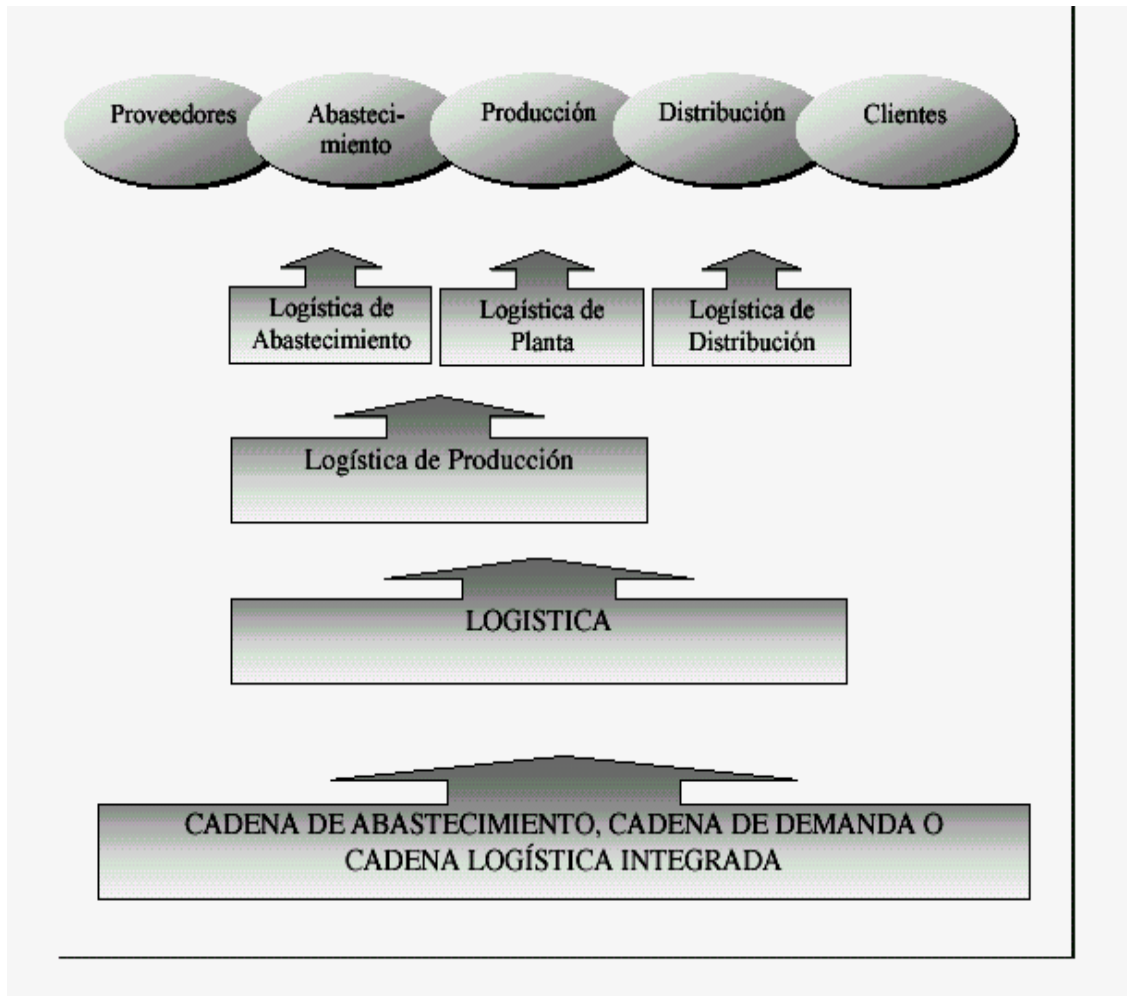 Proveedores
Abasteci-
miento
Producción
Distribución
Clientes
Logística de
Abastecimiento
Logística de
Planta
Logística de
Distribución
Logística de Producción
LOGISTICA
CADENA DE ABASTECIMIENTO, CADENA DE DEMANDA O
CADENA LOGÍSTICA INTEGRADA